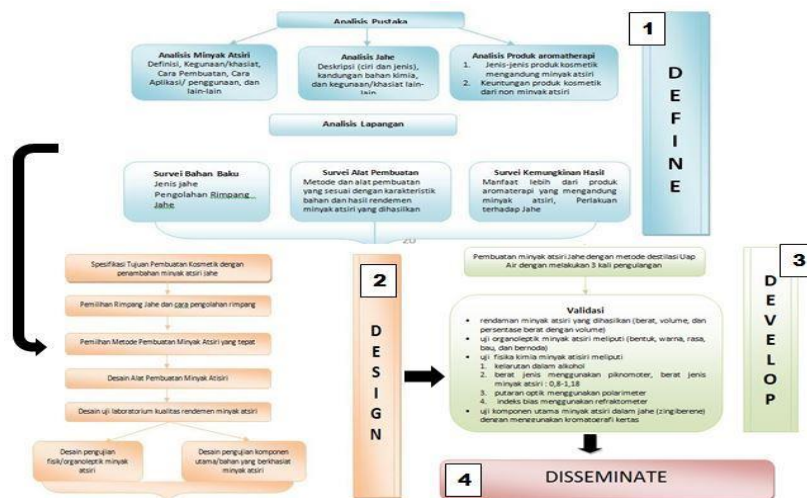 Analisis Pustaka
1
Analisis Minyak Atsiri
Definisi, Kegunaan/khasiat,
Cara Pembuatan, Cara
Aplikasi/ penggunaan, dan
lain-lain
Analisis Jahe
Deskripsi (ciri dan jenis),
kandungan bahan kimia,
dan kegunaan/khasiat lain-
lain
Analisis Produk aromatherapi
1. Jenis-jenis produk kosmetik
mengandung minyak atsiri
2. Keuntungan produk kosmetik
dari non minyak atsiri
DEFINE
Analisis Lapangan
Survei Bahan Baku
Jenis jahe
Pengolahan Rimpang
Jahe
Survei Alat Pembuatan
Metode dan alat pembuatan
yang sesuai dengan karakteristik
bahan dan hasil rendemen
minyak atsiri yang dihasilkan
Survei Kemungkinan Hasil
Manfaat lebih dari produk
aromaterapi yang mengandung
minyak atsiri, Perlakuan
terhadap Jahe
20
Spesifikasi Tujuan Pembuatan Kosmetik dengan
penambahan minyak atsiri jahe
Pemilihan Rimpang Jahe dan cara pengolahan rimpang
Pemilihan Metode Pembuatan Minyak Atsiri yang tepat
Desain Alat Pembuatan Minyak Atisiri
Desain uji laboratorium kualitas rendemen minyak atsiri
Desain pengujian
fisik/organoleptik minyak
atsiri
Desain pengujian komponen
utama/bahan yang berkhasiat
minyak atsiri
2
DESIGN
Pembuatan minyak atsiri Jahe dengan metode destilasi Uap
Air dengan melakukan 3 kali pengulangan
Validasi
• rendaman minyak atsiri yang dihasilkan (berat, volume, dan
persentase berat dengan volume)
• uji organoleptik minyak atsiri meliputi (bentuk, warna, rasa,
bau, dan bernoda)
• uji fisika kimia minyak atsiri meliputi
1. kelarutan dalam alkohol
2. berat jenis menggunakan piknomoter, berat jenis
minyak atsiri : 0,8-1,18
3. putaran optik menggunakan polarimeter
4. indeks bias menggunakan refraktometer
• uji komponen utama minyak atsiri dalam jahe (zingiberene)
dengan menggunakan kromatografi kertas
3
DEVELOP
4
DISSEMINATE